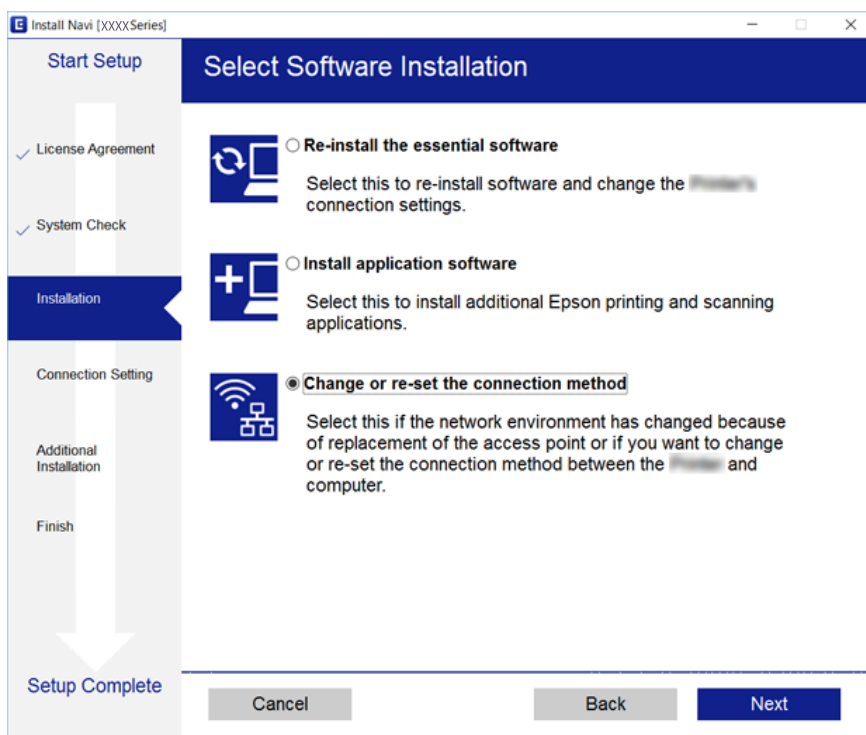 Install Navi [XXXX Series]
Start Setup
License Agreement
System Check
Installation
Connection Setting
Additional
Installation
Finish
Setup Complete
Select Software Installation
Re-install the essential software
Select this to re-install software and change the
connection settings.
Install application software
Select this to install additional Epson printing and scanning
applications.
Change or re-set the connection method
Select this if the network environment has changed because
of replacement of the access point or if you want to change
or re-set the connection method between the and
computer.
Cancel
Back
Next